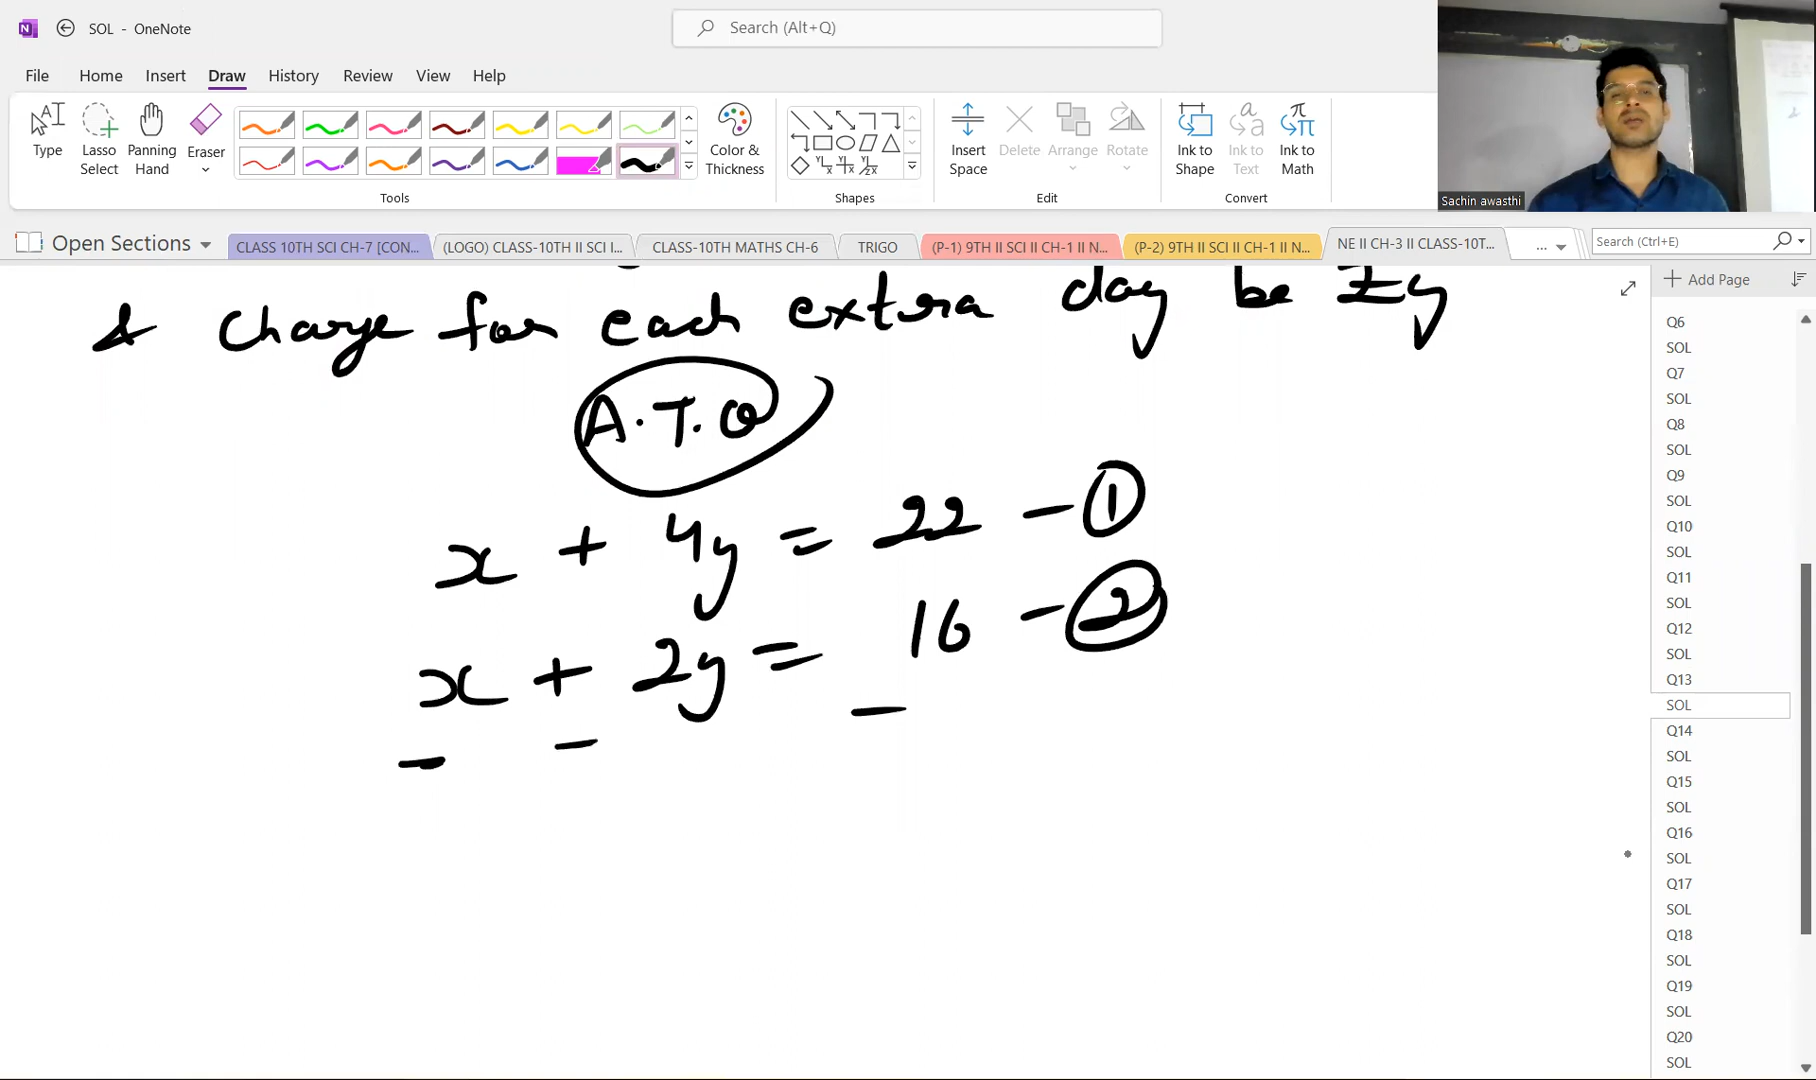 SOL - OneNote
Search (Alt+Q)
File Home Insert Draw History Review View Help
Type Lasso Select Panning Hand Eraser Color & Thickness Insert Space Delete Arrange Rotate Ink to Shape Ink to Text Ink to Math
Tools Shapes Edit Convert
Sachin awasthi
Open Sections CLASS 10TH SCI CH-7 [CON... (LOGO) CLASS-10TH II SCI I... CLASS-10TH MATHS CH-6 TRIGO (P-1) 9TH II SCI II CH-1 II N... (P-2) 9TH II SCI II CH-1 II N... NE II CH-3 II CLASS-10T... ... Search (Ctrl+E)
Add Page
& charge for each extra day be ₹y
A.T.Q
x + 4y = 22 - 1
x + 2y = 16 - 2
- - -
Q6
SOL
Q7
SOL
Q8
SOL
Q9
SOL
Q10
SOL
Q11
SOL
Q12
SOL
Q13
SOL
Q14
SOL
Q15
SOL
Q16
SOL
Q17
SOL
Q18
SOL
Q19
SOL
Q20
SOL